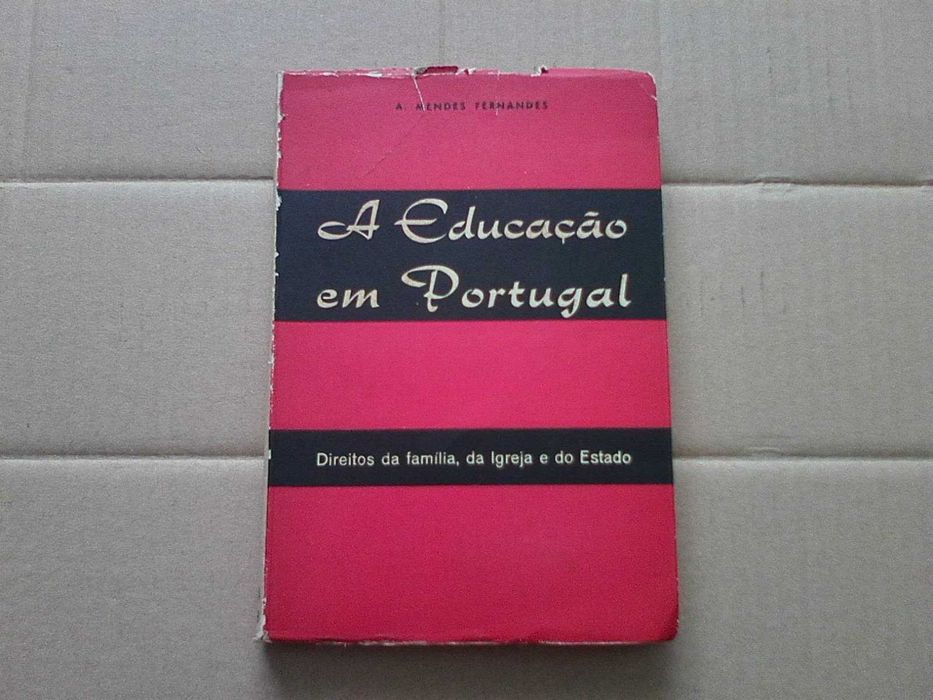 A. MENDES FERNANDES
A Educação
em Portugal
Direitos da família, da Igreja e do Estado